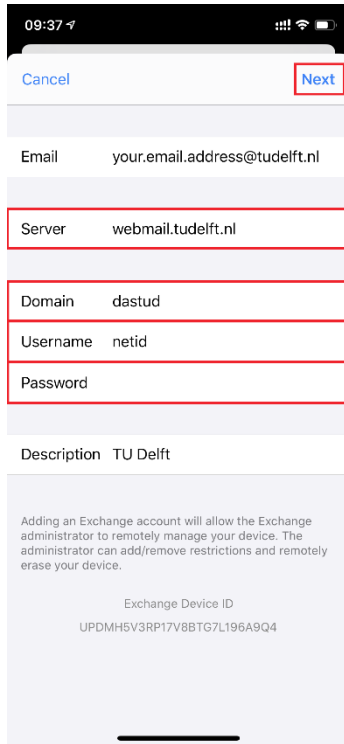 09:37
Cancel
Next
Email your.email.address@tudelft.nl
Server webmail.tudelft.nl
Domain dastud
Username netid
Password
Description TU Delft
Adding an Exchange account will allow the Exchange
administrator to remotely manage your device. The
administrator can add/remove restrictions and remotely
erase your device.
Exchange Device ID
UPDMH5V3RP17V8BTG7L196A9Q4